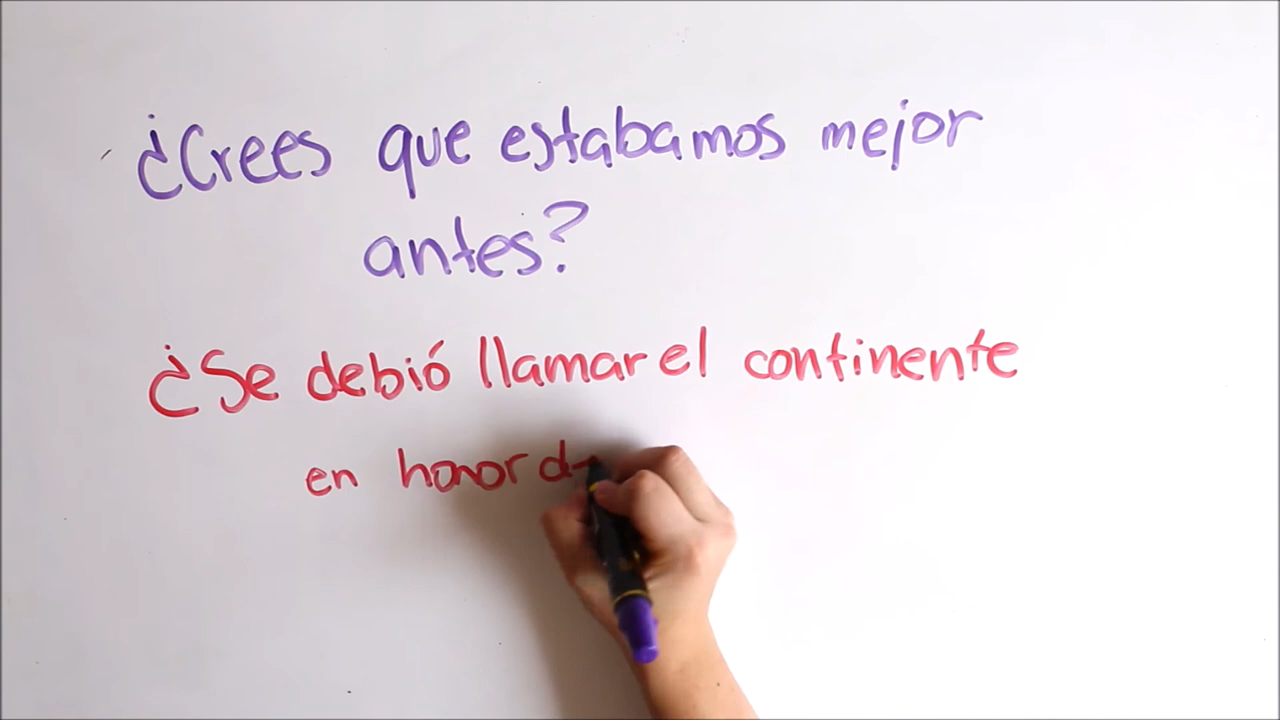 ¿Crees que estabamos mejor
antes?
¿Se debió llamar el continente
en honor d